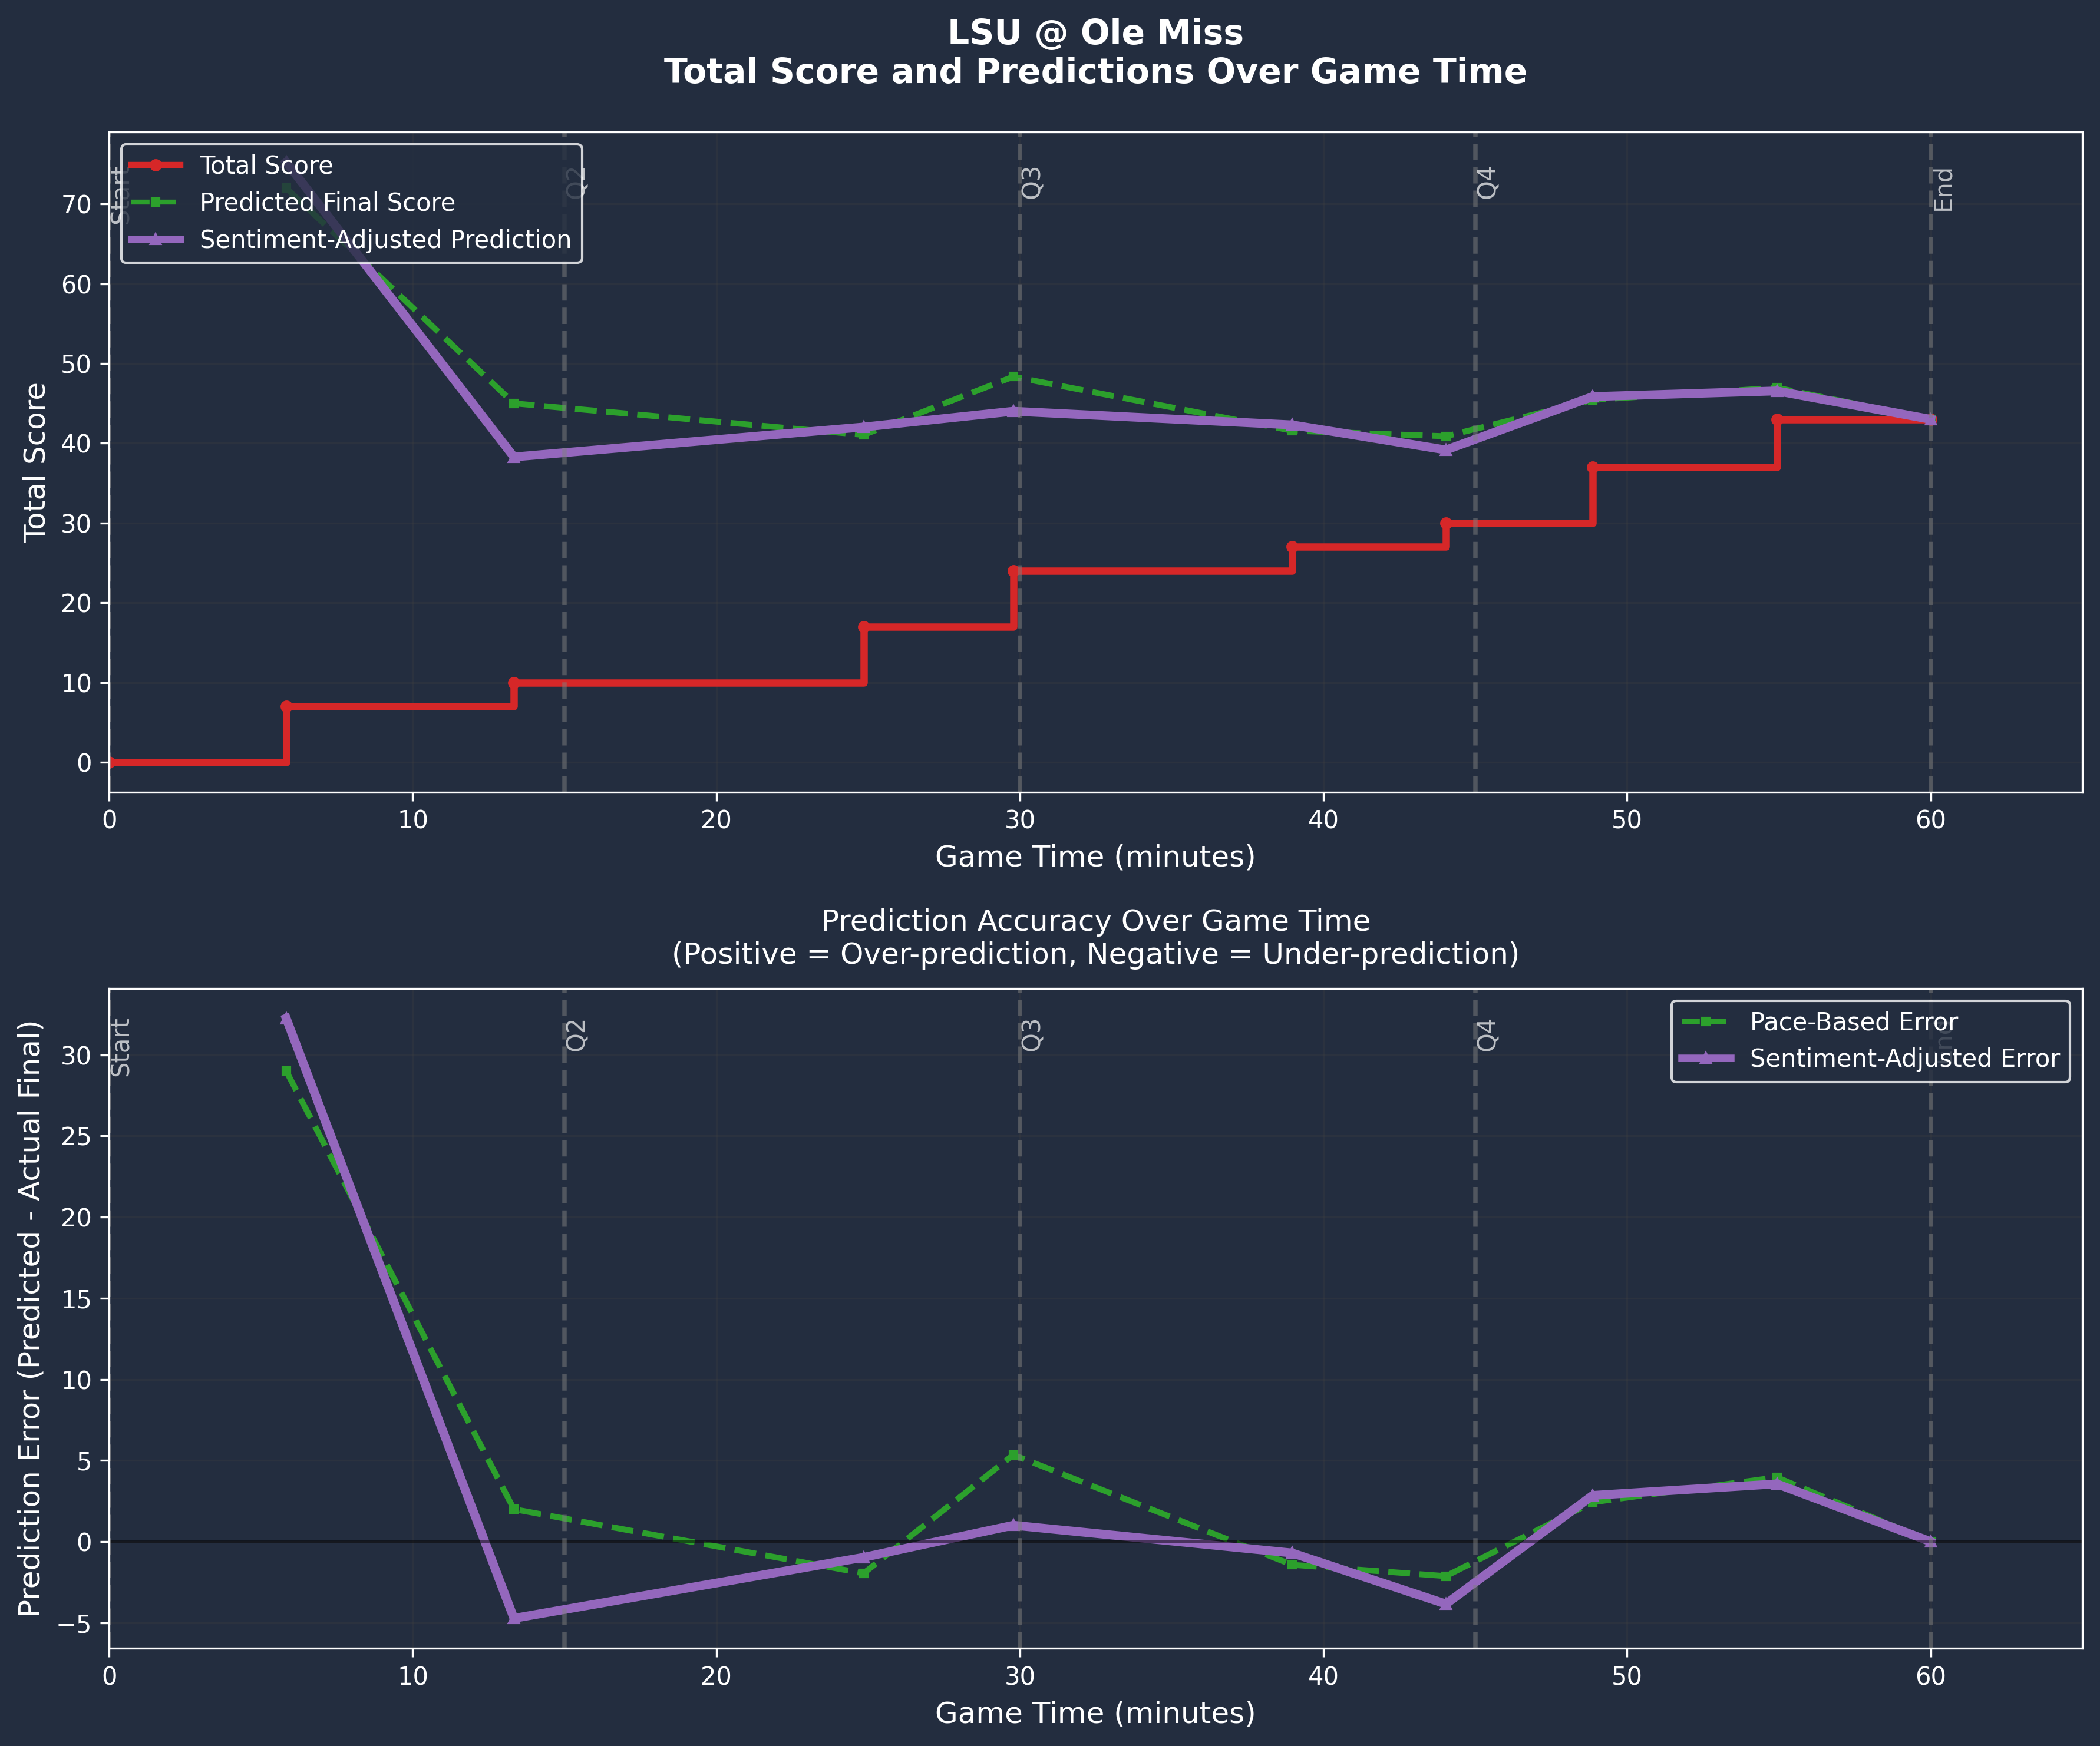 LSU @ Ole Miss
Total Score and Predictions Over Game Time
Total Score
Predicted Final Score
Sentiment-Adjusted Prediction
Start
Q2
Q3
Q4
End
70
60
50
40
30
20
10
0
Total Score
0
10
20
30
40
50
60
Game Time (minutes)
Prediction Accuracy Over Game Time
(Positive = Over-prediction, Negative = Under-prediction)
Start
Q2
Q3
Q4
Pace-Based Error
Sentiment-Adjusted Error
30
25
20
15
10
5
0
−5
Prediction Error (Predicted - Actual Final)
0
10
20
30
40
50
60
Game Time (minutes)